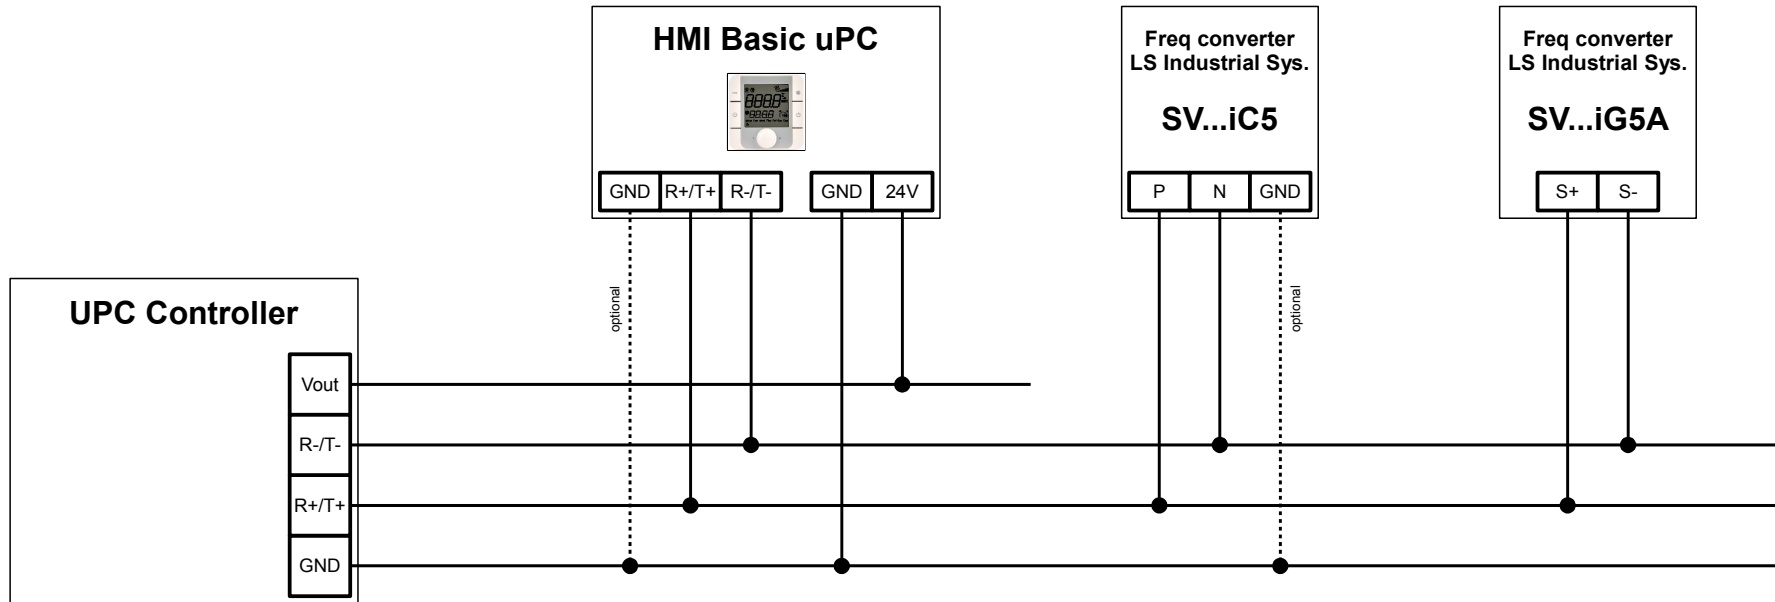 HMI Basic uPC
GND R+/T+ R-/T- GND 24V
Freq converter
LS Industrial Sys.
SV...iC5
P N GND
Freq converter
LS Industrial Sys.
SV...iG5A
S+ S-
optional
optional
UPC Controller
Vout
R-/T-
R+/T+
GND